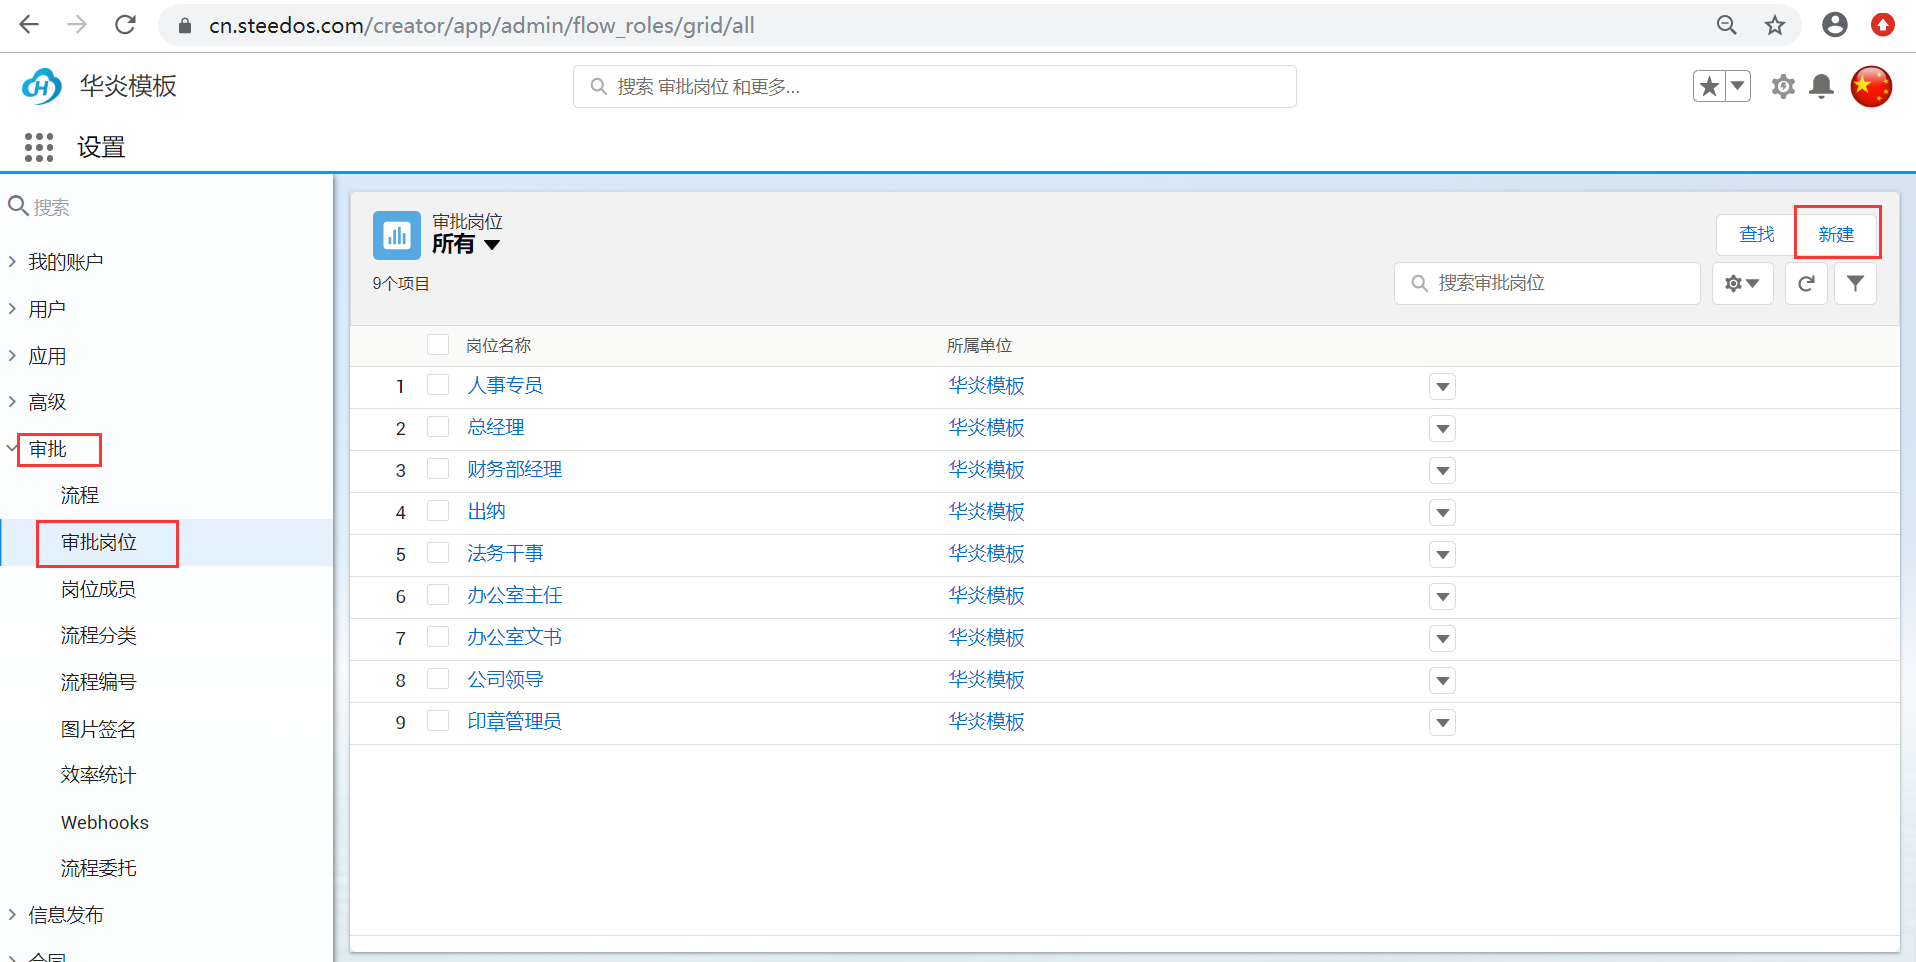 cn.steedos.com/creator/app/admin/flow_roles/grid/all
华炎模板
搜索 审批岗位 和更多...
设置
搜索
我的账户
用户
应用
高级
审批
流程
审批岗位
岗位成员
流程分类
流程编号
图片签名
效率统计
Webhooks
流程委托
信息发布
合同
审批岗位
所有
9个项目
查找
新建
搜索审批岗位
岗位名称 所属单位
1 人事专员 华炎模板
2 总经理 华炎模板
3 财务部经理 华炎模板
4 出纳 华炎模板
5 法务干事 华炎模板
6 办公室主任 华炎模板
7 办公室文书 华炎模板
8 公司领导 华炎模板
9 印章管理员 华炎模板